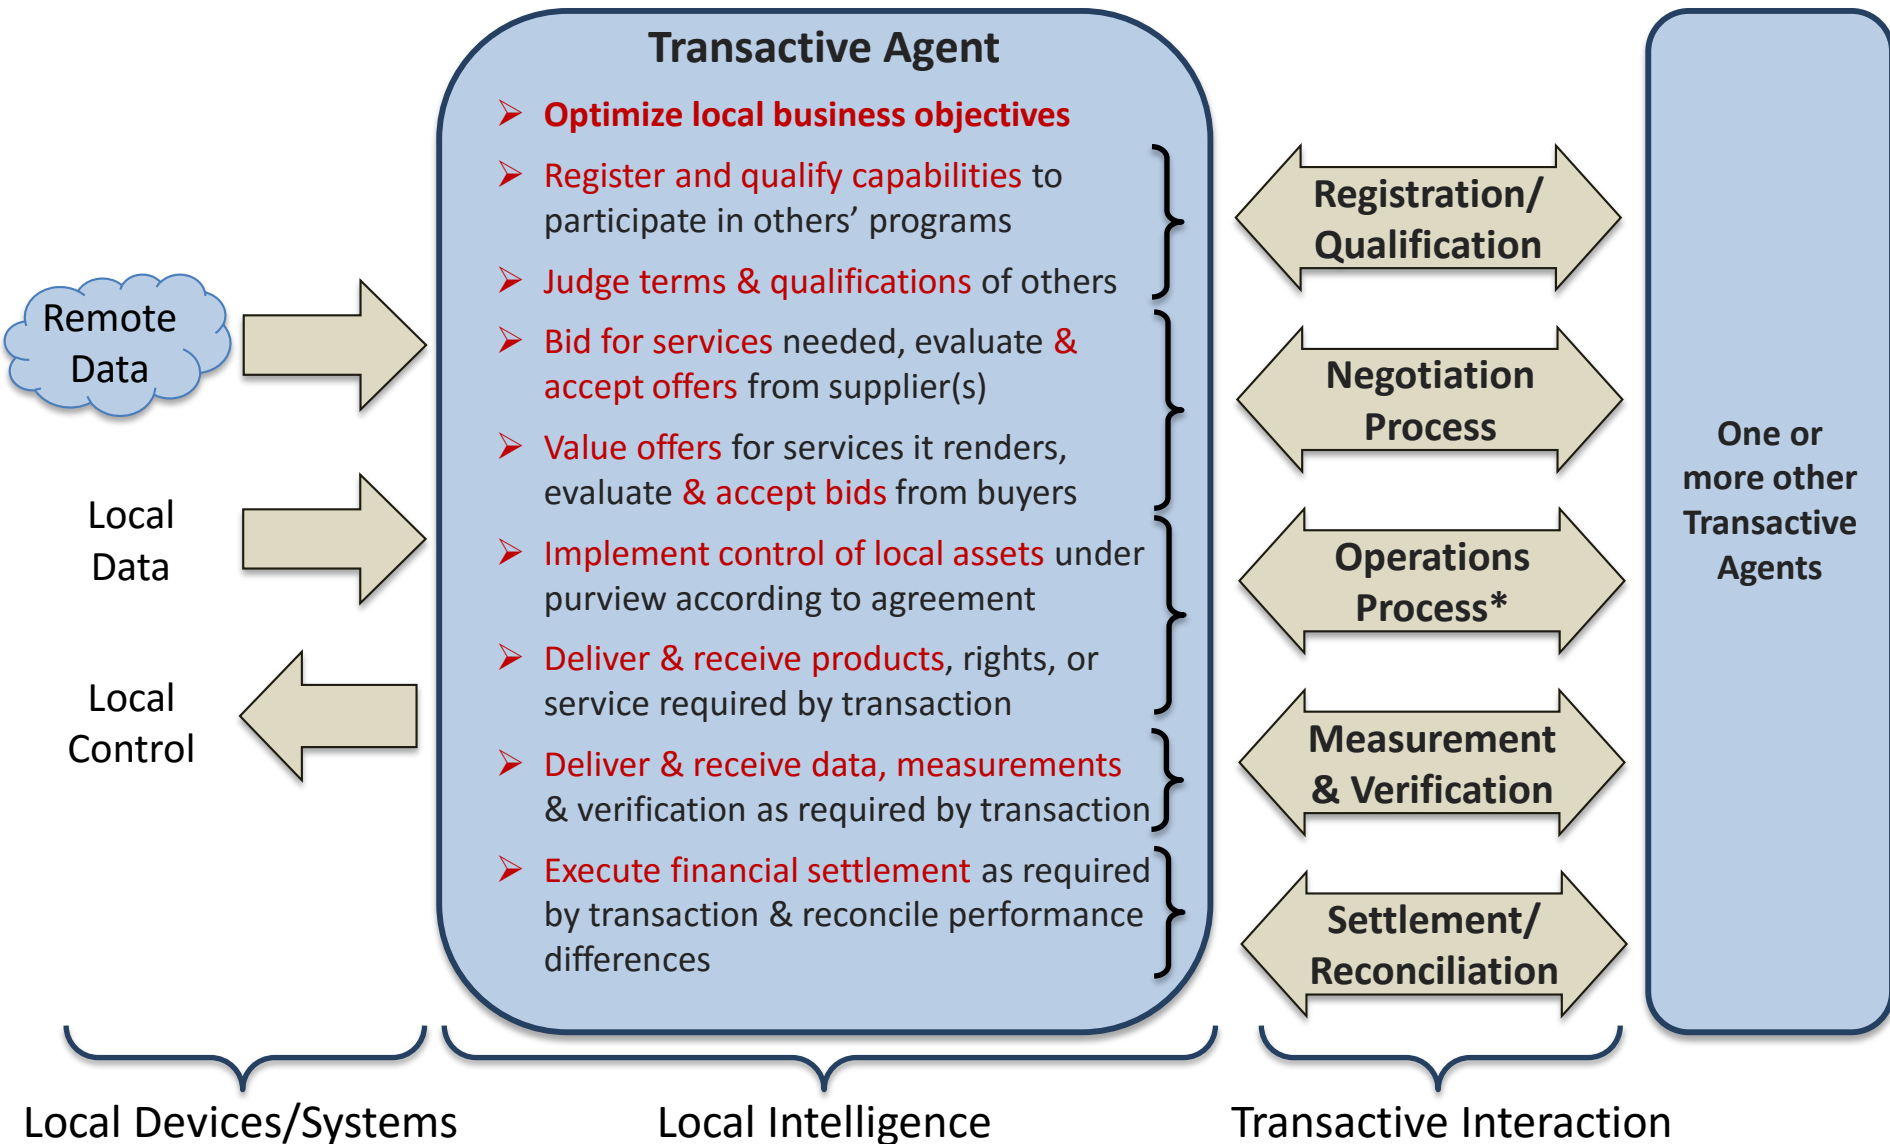 Transactive Agent
Optimize local business objectives
Register and qualify capabilities to
participate in others’ programs
Judge terms & qualifications of others
Bid for services needed, evaluate &
accept offers from supplier(s)
Value offers for services it renders,
evaluate & accept bids from buyers
Implement control of local assets under
purview according to agreement
Deliver & receive products, rights, or
service required by transaction
Deliver & receive data, measurements
& verification as required by transaction
Execute financial settlement as required
by transaction & reconcile performance
differences
Remote
Data
Local
Data
Local
Control
Registration/
Qualification
Negotiation
Process
Operations
Process*
Measurement
& Verification
Settlement/
Reconciliation
One or
more other
Transactive
Agents
Local Devices/Systems
Local Intelligence
Transactive Interaction